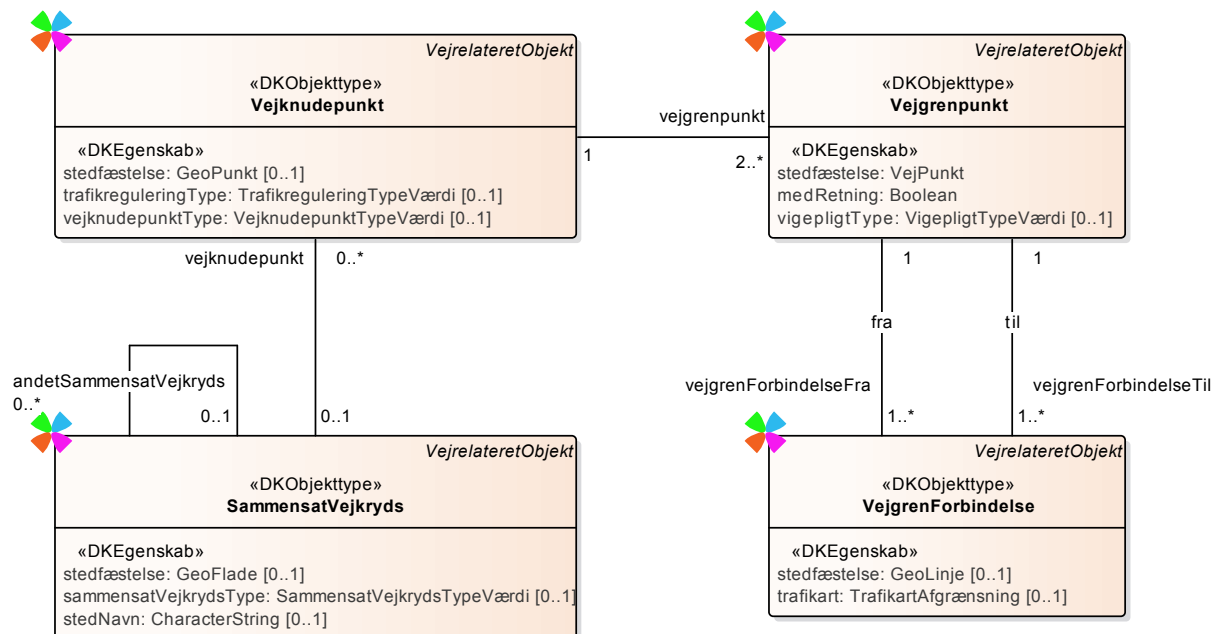 VejrelateretObjekt
«DKObjekttype»
Vejknudepunkt
«DKEgenskab»
stedfæstelse: GeoPunkt [0..1]
trafikreguleringType: TrafikreguleringTypeVærdi [0..1]
vejknudepunktType: VejknudepunktTypeVærdi [0..1]
vejgrenpunkt
1
2..*
VejrelateretObjekt
«DKObjekttype»
Vejgrenpunkt
«DKEgenskab»
stedfæstelse: VejPunkt
medRetning: Boolean
vigepligtType: VigepligtTypeVærdi [0..1]
vejknudepunkt
0..*
1
1
fra
til
andetSammensatVejkryds
0..*
0..1
0..1
vejgrenForbindelseFra
vejgrenForbindelseTil
1..*
1..*
VejrelateretObjekt
«DKObjekttype»
SammensatVejkryds
«DKEgenskab»
stedfæstelse: GeoFlade [0..1]
sammensatVejkrydsType: SammensatVejkrydsTypeVærdi [0..1]
stedNavn: CharacterString [0..1]
VejrelateretObjekt
«DKObjekttype»
VejgrenForbindelse
«DKEgenskab»
stedfæstelse: GeoLinje [0..1]
trafikart: TrafikartAfgrænsning [0..1]